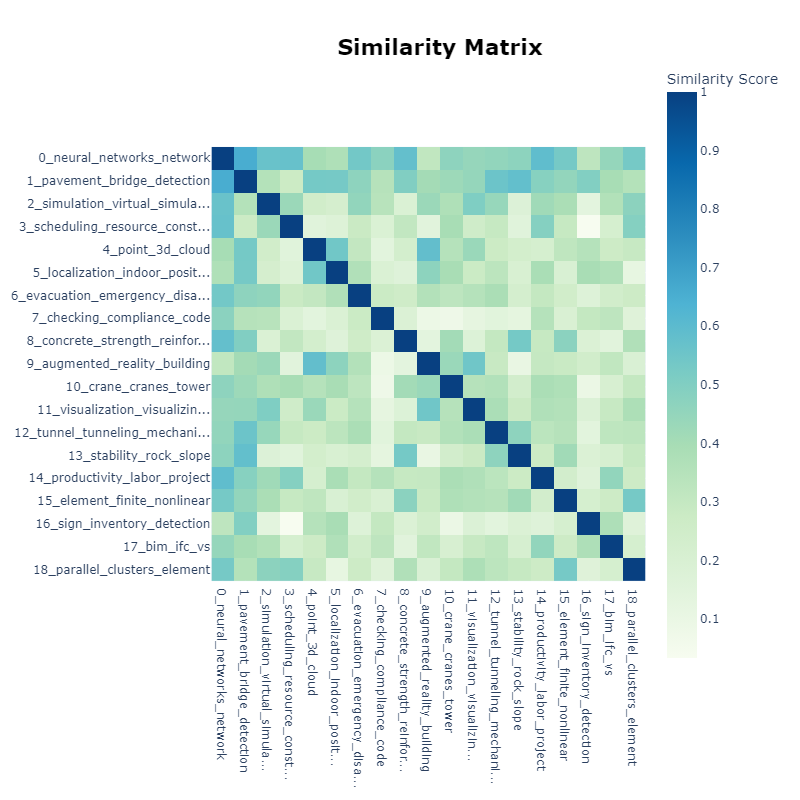 Similarity Matrix
Similarity Score
1
0.9
0.8
0.7
0.6
0.5
0.4
0.3
0.2
0.1
0_neural_networks_network
1_pavement_bridge_detection
2_simulation_virtual_simula...
3_scheduling_resource_const...
4_point_3d_cloud
5_localization_indoor_posit...
6_evacuation_emergency_disa...
7_checking_compliance_code
8_concrete_strength_reinfor...
9_augmented_reality_building
10_crane_cranes_tower
11_visualization_visualizin...
12_tunnel_tunneling_mechani...
13_stability_rock_slope
14_productivity_labor_project
15_element_finite_nonlinear
16_sign_inventory_detection
17_bim_ifc_vs
18_parallel_clusters_element
0_neural_networks_network
1_pavement_bridge_detection
2_simulation_virtual_simula...
3_scheduling_resource_const...
4_point_3d_cloud
5_localization_indoor_posit...
6_evacuation_emergency_disa...
7_checking_compliance_code
8_concrete_strength_reinfor...
9_augmented_reality_building
10_crane_cranes_tower
11_visualization_visualizin...
12_tunnel_tunneling_mechani...
13_stability_rock_slope
14_productivity_labor_project
15_element_finite_nonlinear
16_sign_inventory_detection
17_bim_ifc_vs
18_parallel_clusters_element